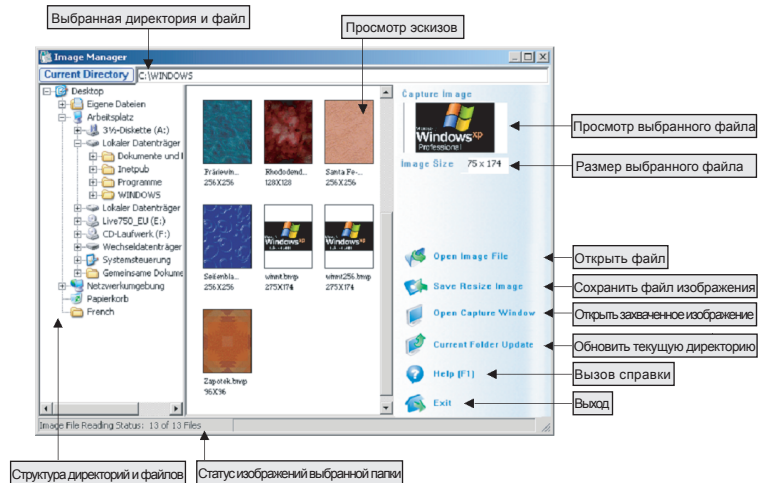 Выбранная директория и файл
Просмотр эскизов
Image Manager
Current Directory C:\WINDOWS
Desktop
Eigene Dateien
Arbeitsplatz
3½-Diskette (A:)
Lokaler Datenträger
Dokumente und
Inetpub
Programme
WINDOWS
Lokaler Datenträger
Live750_EU (E:)
CD-Laufwerk (F:)
Wechseldatenträger
Systemsteuerung
Gemeinsame Dokume
Netzwerkumgebung
Papierkorb
French
Präriewin...
256X256
Rhododend...
128X128
Santa Fe-...
256X256
Seifenbla...
256X256
winnt.bmp
275X174
winnt256.bmp
275X174
Zapotek.bmp
96X96
Capture Image
Windows xp
Professional
Image Size 75 x 174
Open Image File
Save Resize Image
Open Capture Window
Current Folder Update
Help (F1)
Exit
Просмотр выбранного файла
Размер выбранного файла
Открыть файл
Сохранить файл изображения
Открыть захваченное изображение
Обновить текущую директорию
Вызов справки
Выход
Image File Reading Status: 13 of 13 Files
Структура директорий и файлов
Статус изображений выбранной папки